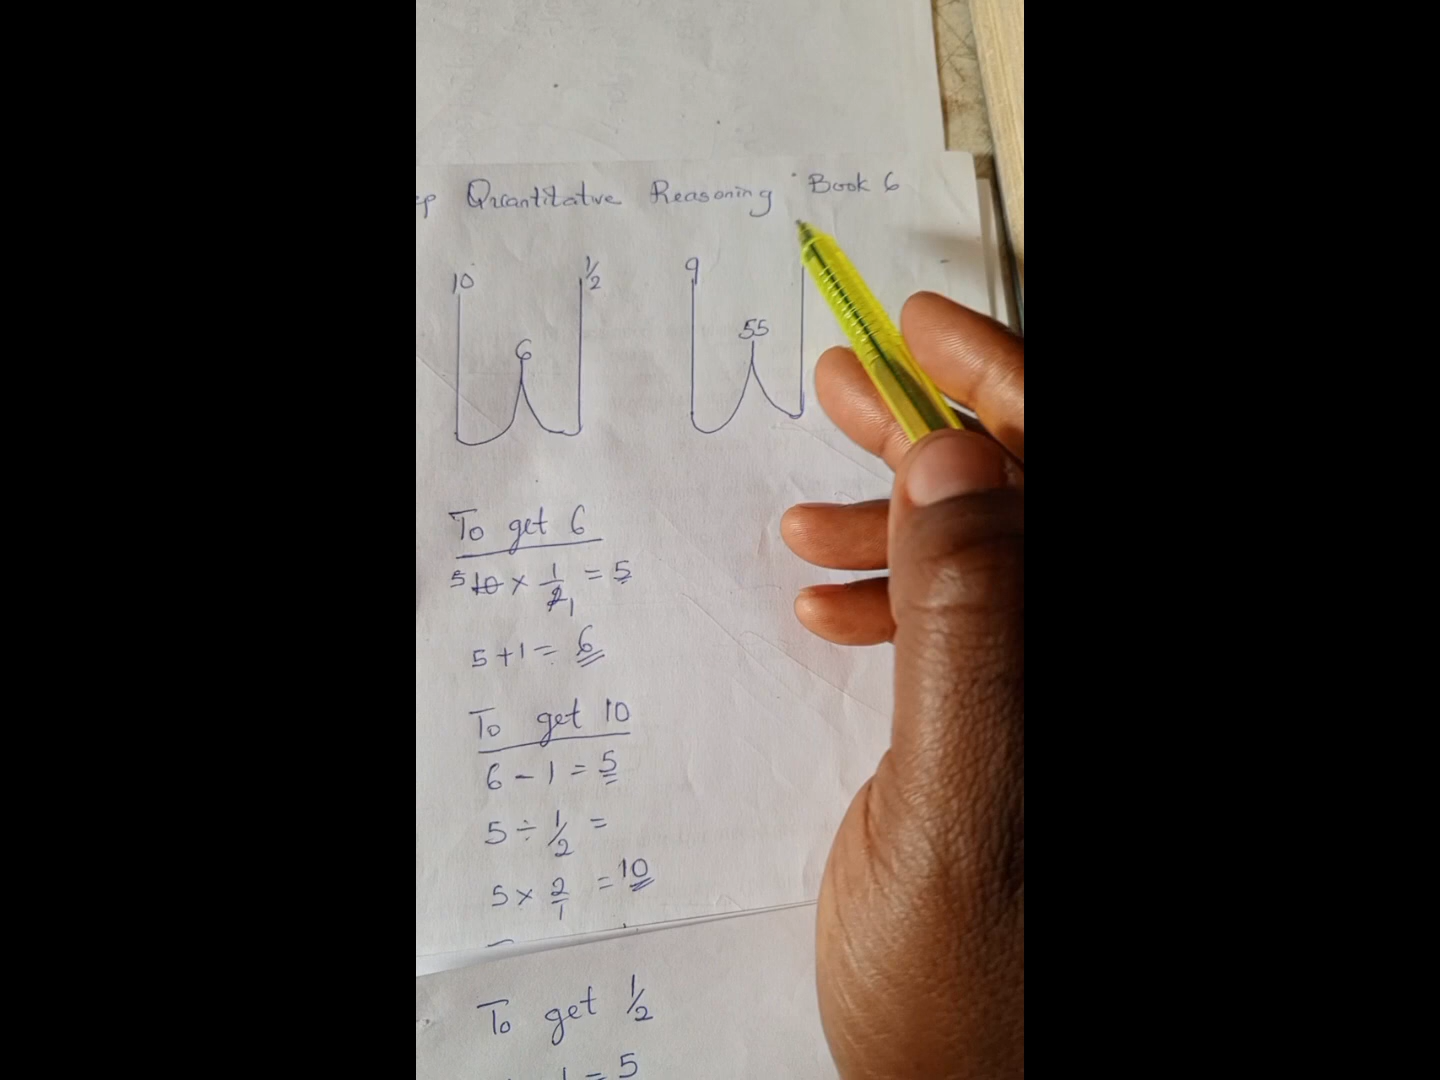 Quantitatve Reasoning Book 6
10 1/2 9
6 55
To get 6
5 10 × 1/2 1 = 5
5 + 1 = 6
To get 10
6 - 1 = 5
5 ÷ 1/2 =
5 × 2/1 = 10
To get 1/2
1 = 5